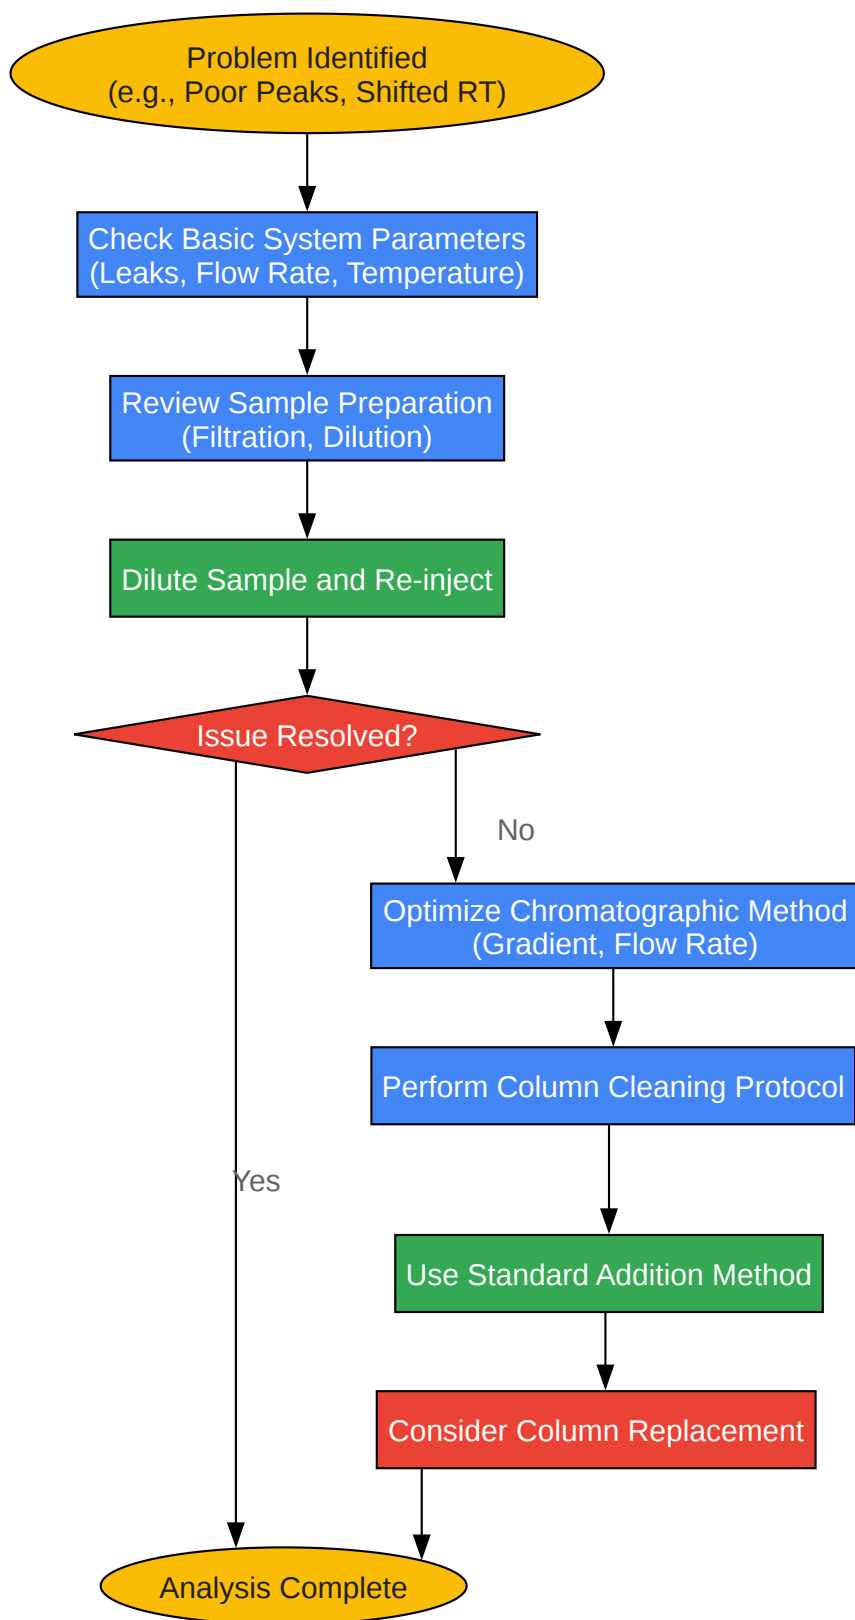 Problem Identified
(e.g., Poor Peaks, Shifted RT)
Check Basic System Parameters
(Leaks, Flow Rate, Temperature)
Review Sample Preparation
(Filtration, Dilution)
Dilute Sample and Re-inject
Issue Resolved?
No
Optimize Chromatographic Method
(Gradient, Flow Rate)
Perform Column Cleaning Protocol
Yes
Use Standard Addition Method
Consider Column Replacement
Analysis Complete